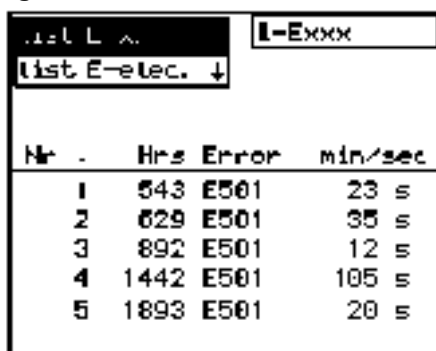 E-Exxx
list E-elec. ↓
Nr . Hrs Error min/sec
1 543 E501 23 s
2 629 E501 35 s
3 892 E501 12 s
4 1442 E501 105 s
5 1893 E501 20 s